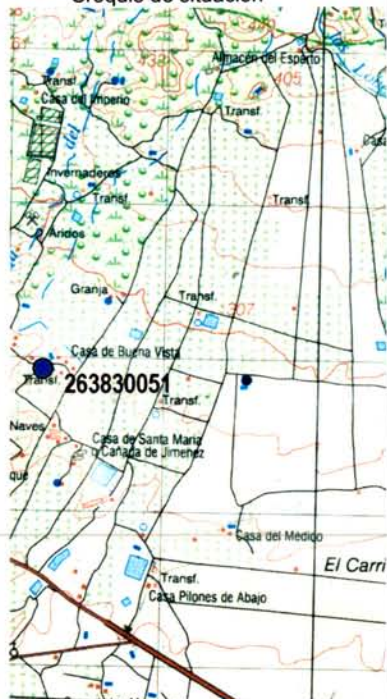 Croquis de situación
Almacén del Esparto
405
Transf.
Casa del Imperio
Transf.
del
Invernaderos
Transf.
Transf.
Áridos
Granja
Transf.
307
Casa de Buena Vista
Transf.
263830051
Transf.
Naves
Casa de Santa María
o Cañada de Jiménez
que
Casa del Médico
El Carri
Transf.
Casa Pilones de Abajo